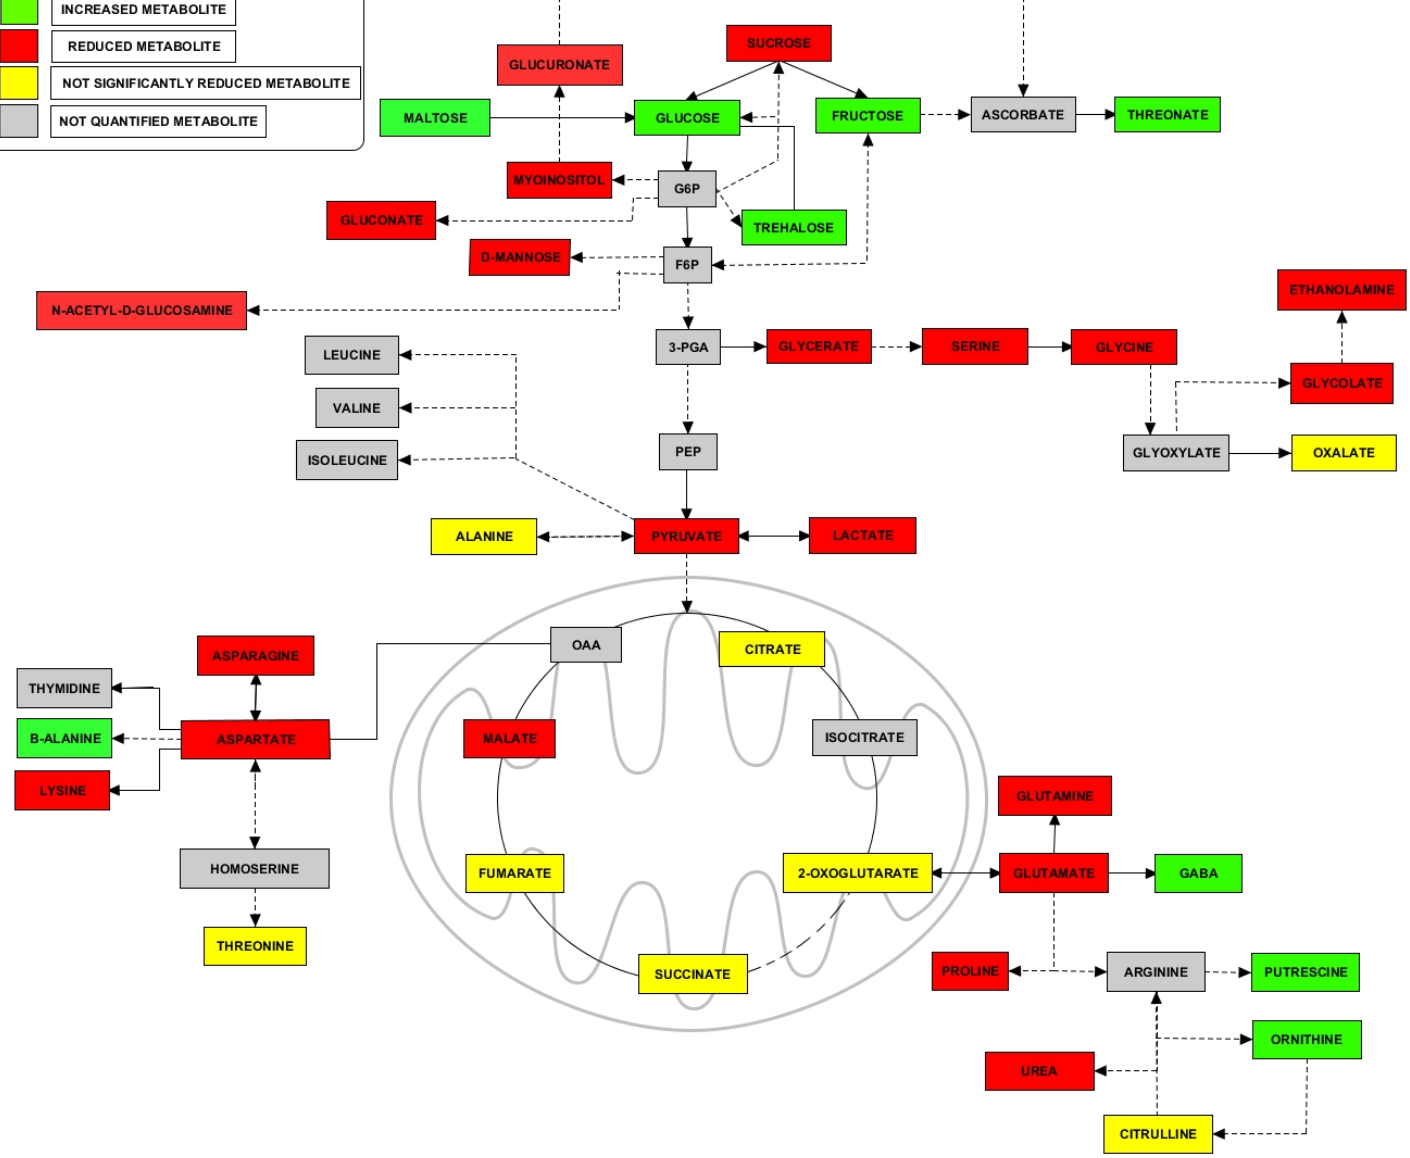 INCREASED METABOLITE
REDUCED METABOLITE
NOT SIGNIFICANTLY REDUCED METABOLITE
NOT QUANTIFIED METABOLITE
SUCROSE
GLUCURONATE
MALTOSE
GLUCOSE
FRUCTOSE
ASCORBATE
THREONATE
MYOINOSITOL
G6P
GLUCONATE
TREHALOSE
D-MANNOSE
F6P
N-ACETYL-D-GLUCOSAMINE
ETHANOLAMINE
LEUCINE
3-PGA
GLYCERATE
SERINE
GLYCINE
GLYCOLATE
VALINE
ISOLEUCINE
PEP
GLYOXYLATE
OXALATE
ALANINE
PYRUVATE
LACTATE
OAA
CITRATE
ASPARAGINE
THYMIDINE
B-ALANINE
ASPARTATE
MALATE
ISOCITRATE
LYSINE
GLUTAMINE
HOMOSERINE
FUMARATE
2-OXOGLUTARATE
GLUTAMATE
GABA
THREONINE
SUCCINATE
PROLINE
ARGININE
PUTRESCINE
ORNITHINE
UREA
CITRULLINE